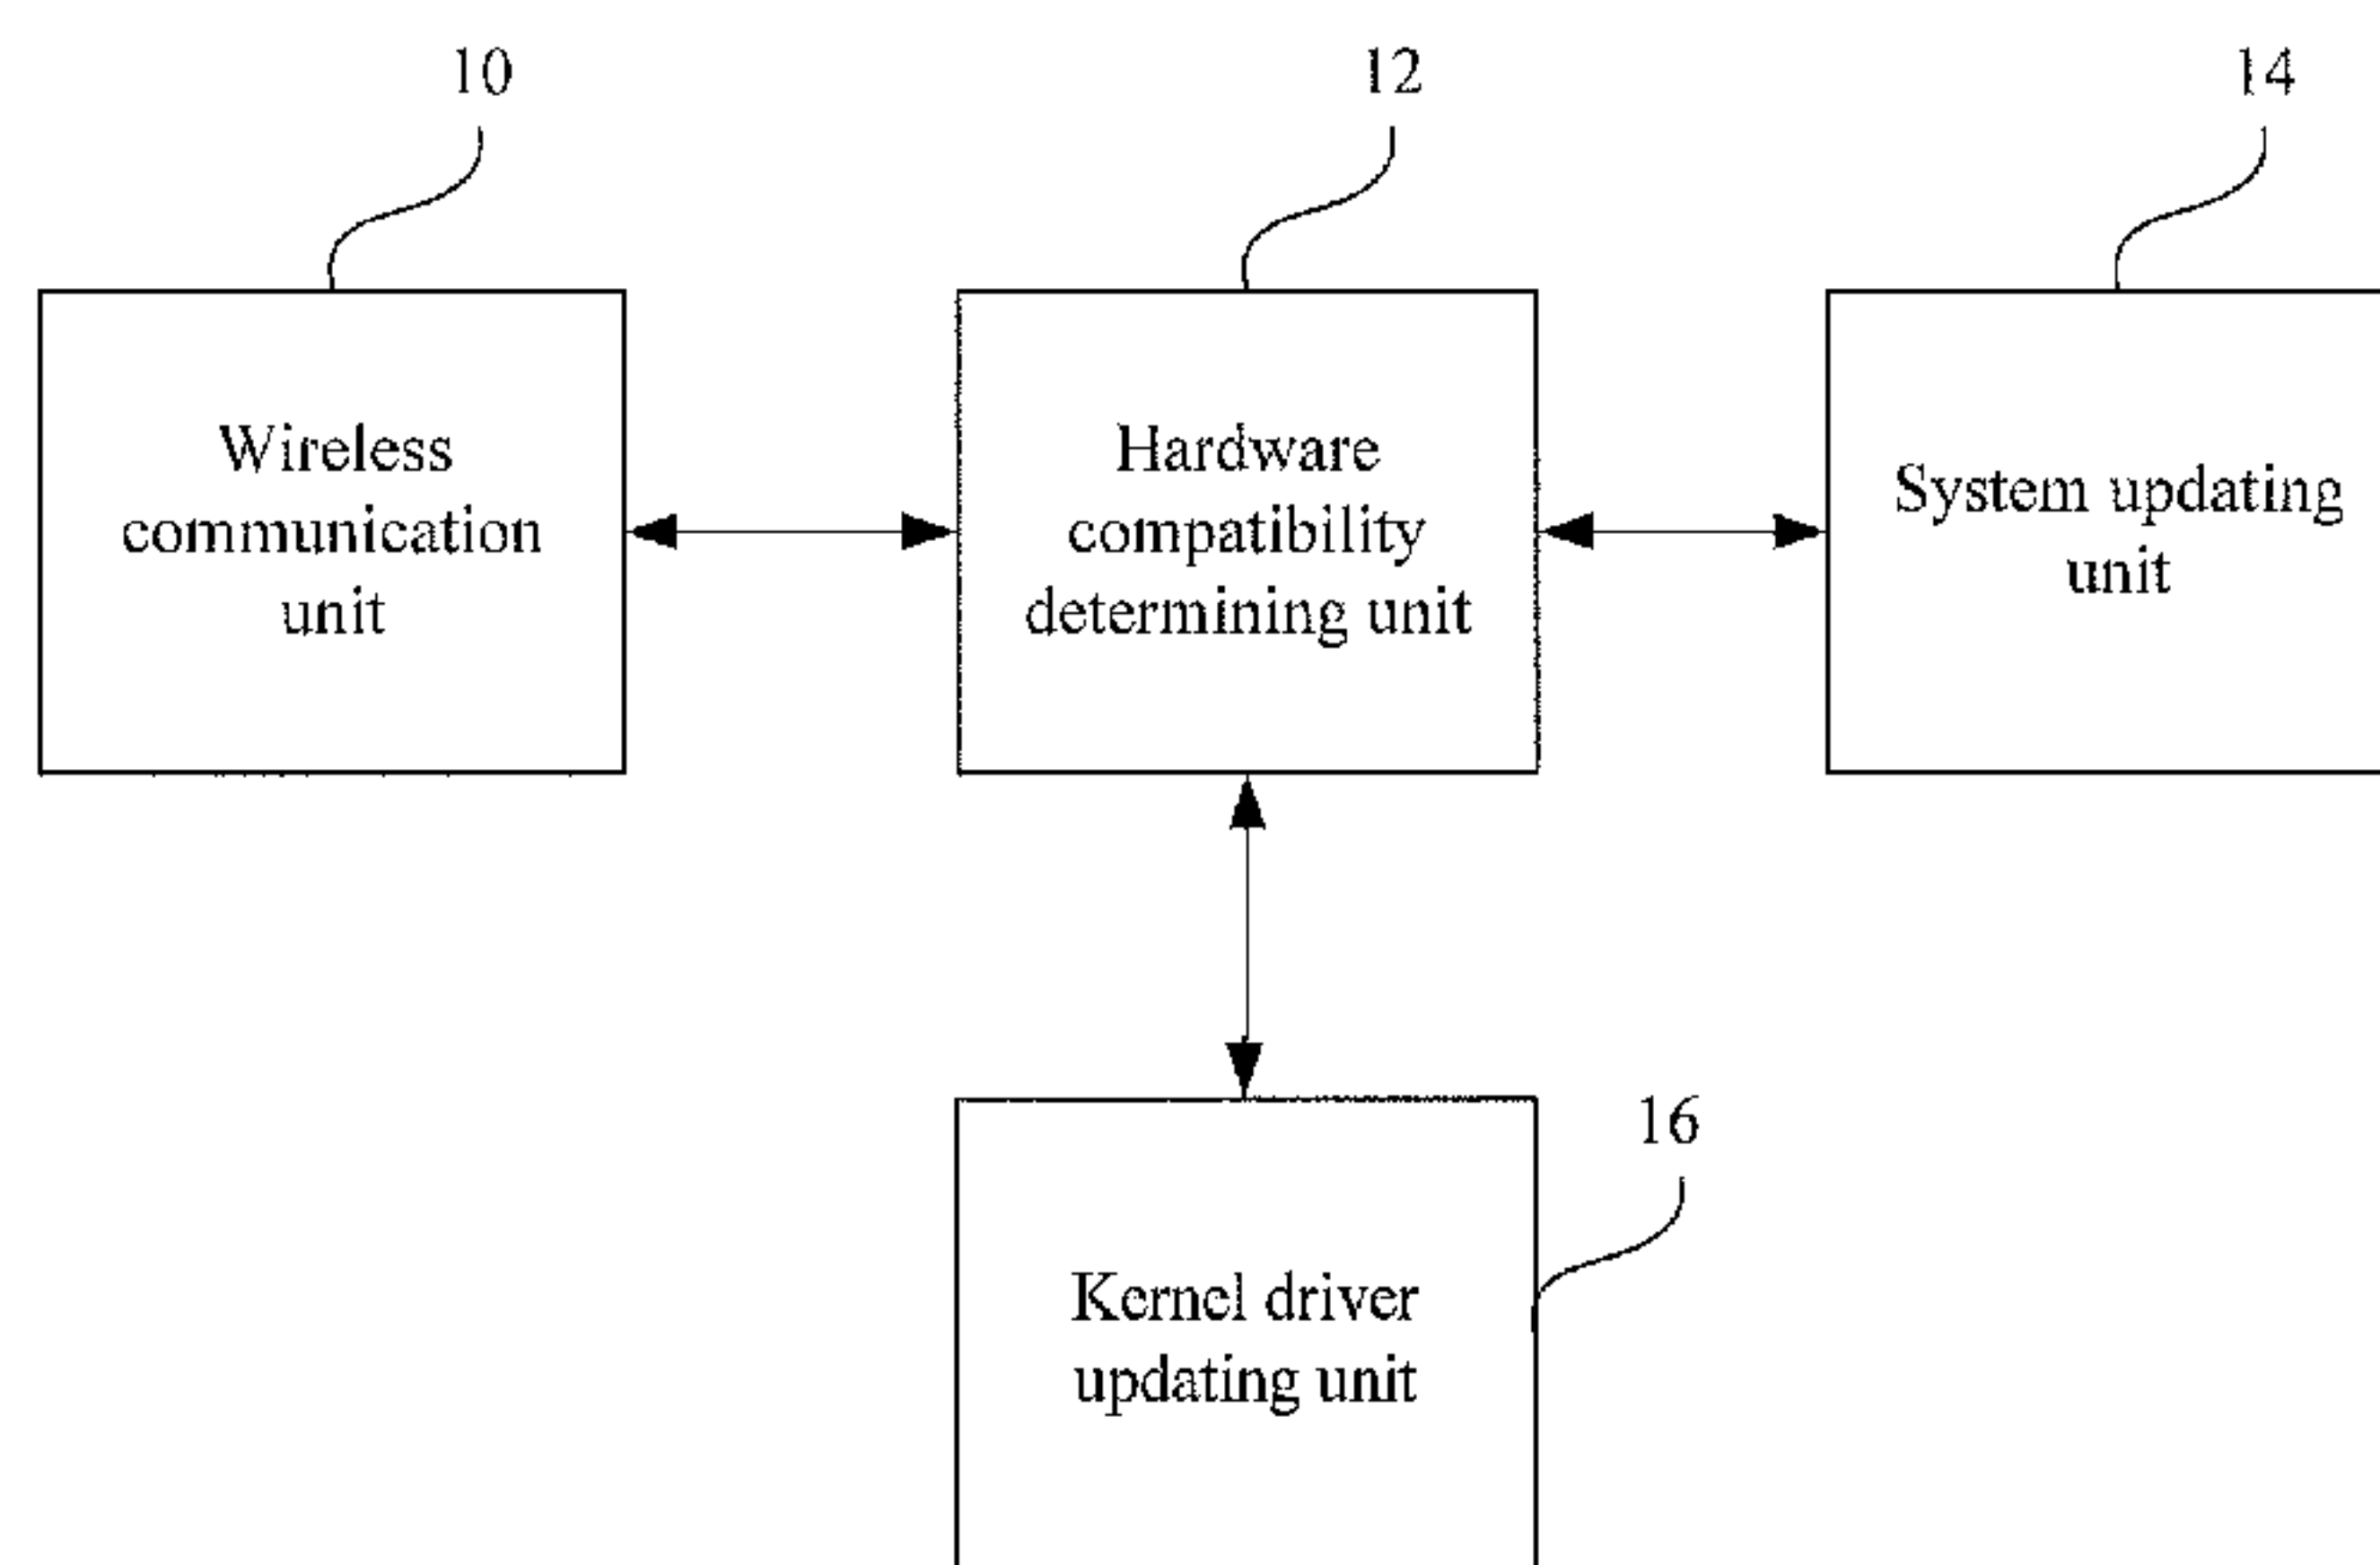 10
12
14
Wireless
communication
unit
Hardware
compatibility
determining unit
System updating
unit
16
Kernel driver
updating unit